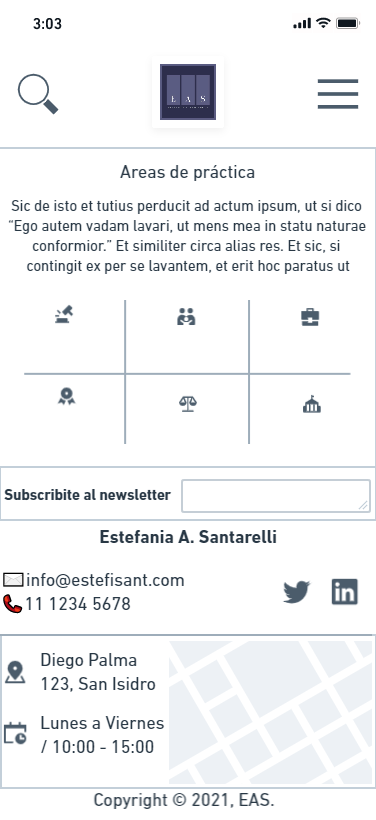 3:03
E A S
Areas de práctica
Sic de isto et tutius perducit ad actum ipsum, ut si dico
“Ego autem vadam lavari, ut mens mea in statu naturae
conformior.” Et similiter circa alias res. Et sic, si
contingit ex per se lavantem, et erit hoc paratus ut
Subscribite al newsletter
Estefania A. Santarelli
info@estefisant.com
11 1234 5678
Diego Palma
123, San Isidro
Lunes a Viernes
/ 10:00 - 15:00
Copyright © 2021, EAS.